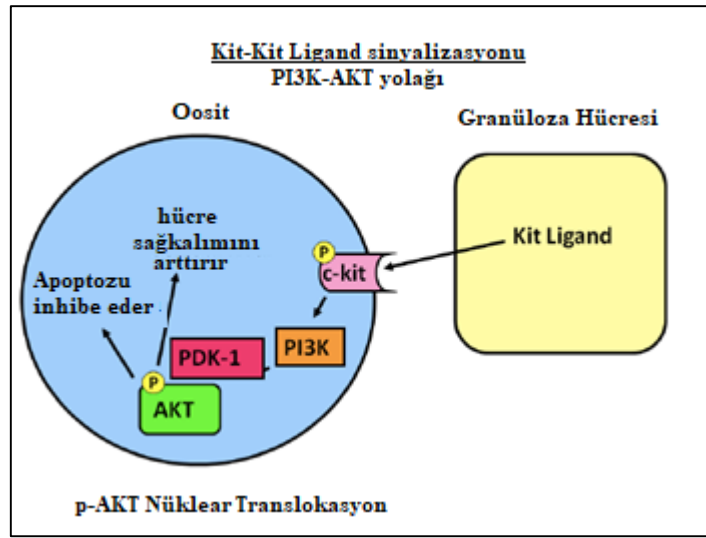 Kit-Kit Ligand sinyalizasyonu
PI3K-AKT yolağı
Oosit
Granüloza Hücresi
hücre
sağkalımını
arttırır
Apoptozu
inhibe eder
P
c-kit
Kit Ligand
PDK-1
PI3K
P
AKT
p-AKT Nüklear Translokasyon